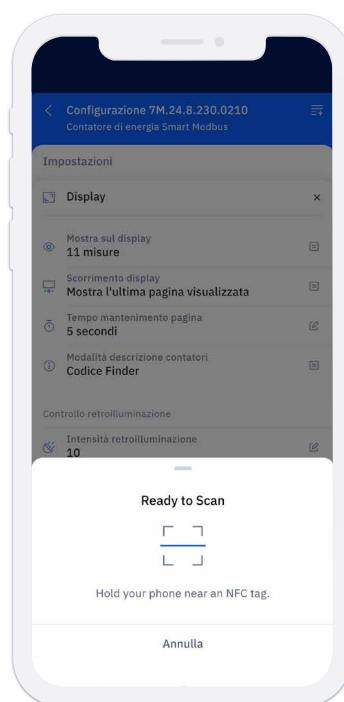 Configurazione 7M.24.8.230.0210
Contatore di energia Smart Modbus
Impostazioni
Display
Mostra sul display
11 misure
Scorrimento display
Mostra l'ultima pagina visualizzata
Tempo mantenimento pagina
5 secondi
Modalità descrizione contatori
Codice Finder
Controllo retroilluminazione
Intensità retroilluminazione
10
Ready to Scan
Hold your phone near an NFC tag.
Annulla